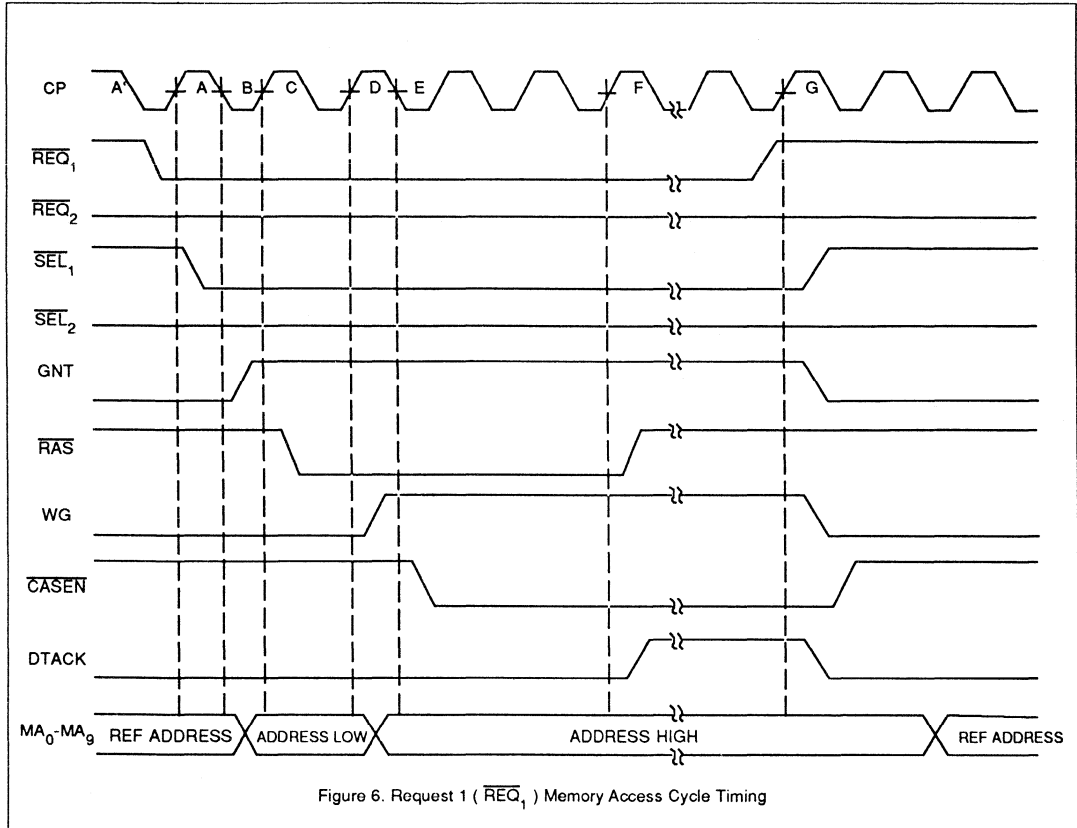 CP A' A B C D E F G
REQ1
REQ2
SEL1
SEL2
GNT
RAS
WG
CASEN
DTACK
MA0-MA9 REF ADDRESS ADDRESS LOW ADDRESS HIGH REF ADDRESS
Figure 6. Request 1 ( REQ1 ) Memory Access Cycle Timing